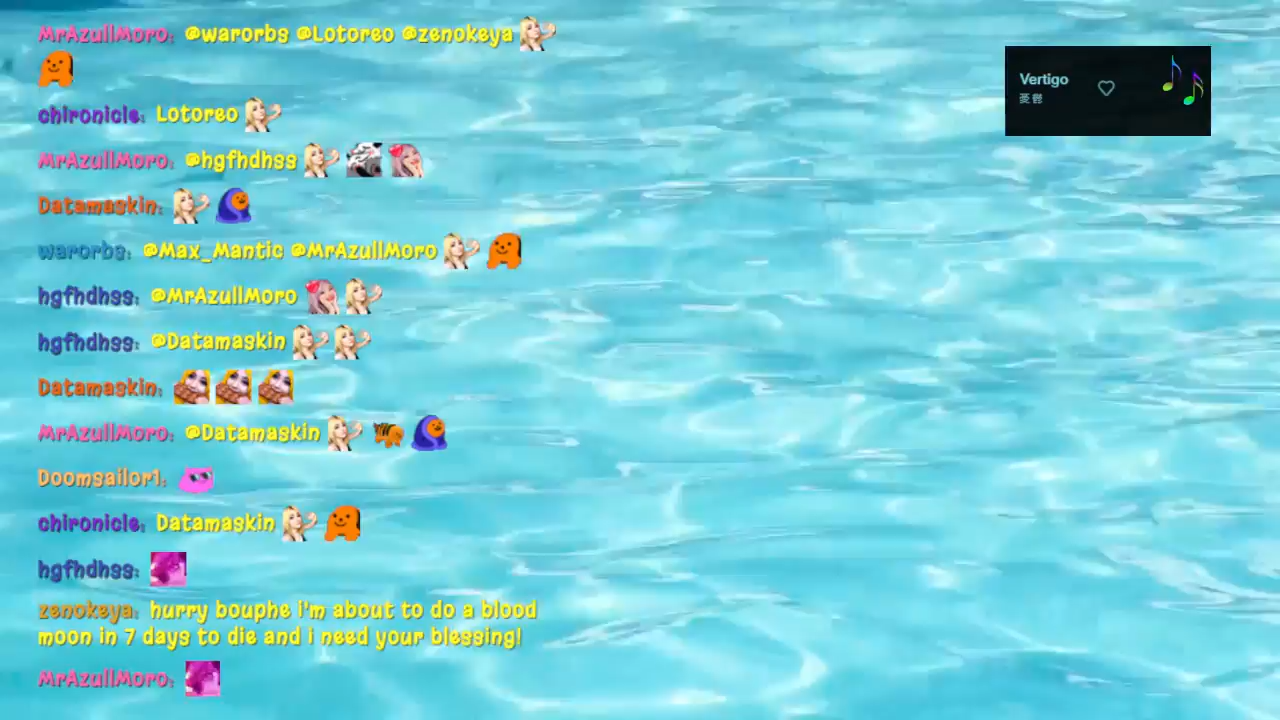 MrAzullMoro: @warorbs @Lotoreo @zenokeya
chironicle: Lotoreo
MrAzullMoro: @hgfhdhss
Datamaskin:
warorbs: @Max_Mantic @MrAzullMoro
hgfhdhss: @MrAzullMoro
hgfhdhss: @Datamaskin
Datamaskin:
MrAzullMoro: @Datamaskin
Doomsailor1:
chironicle: Datamaskin
hgfhdhss:
zenokeya: hurry bouphe i'm about to do a blood
moon in 7 days to die and i need your blessing!
MrAzullMoro:
Vertigo
憂鬱